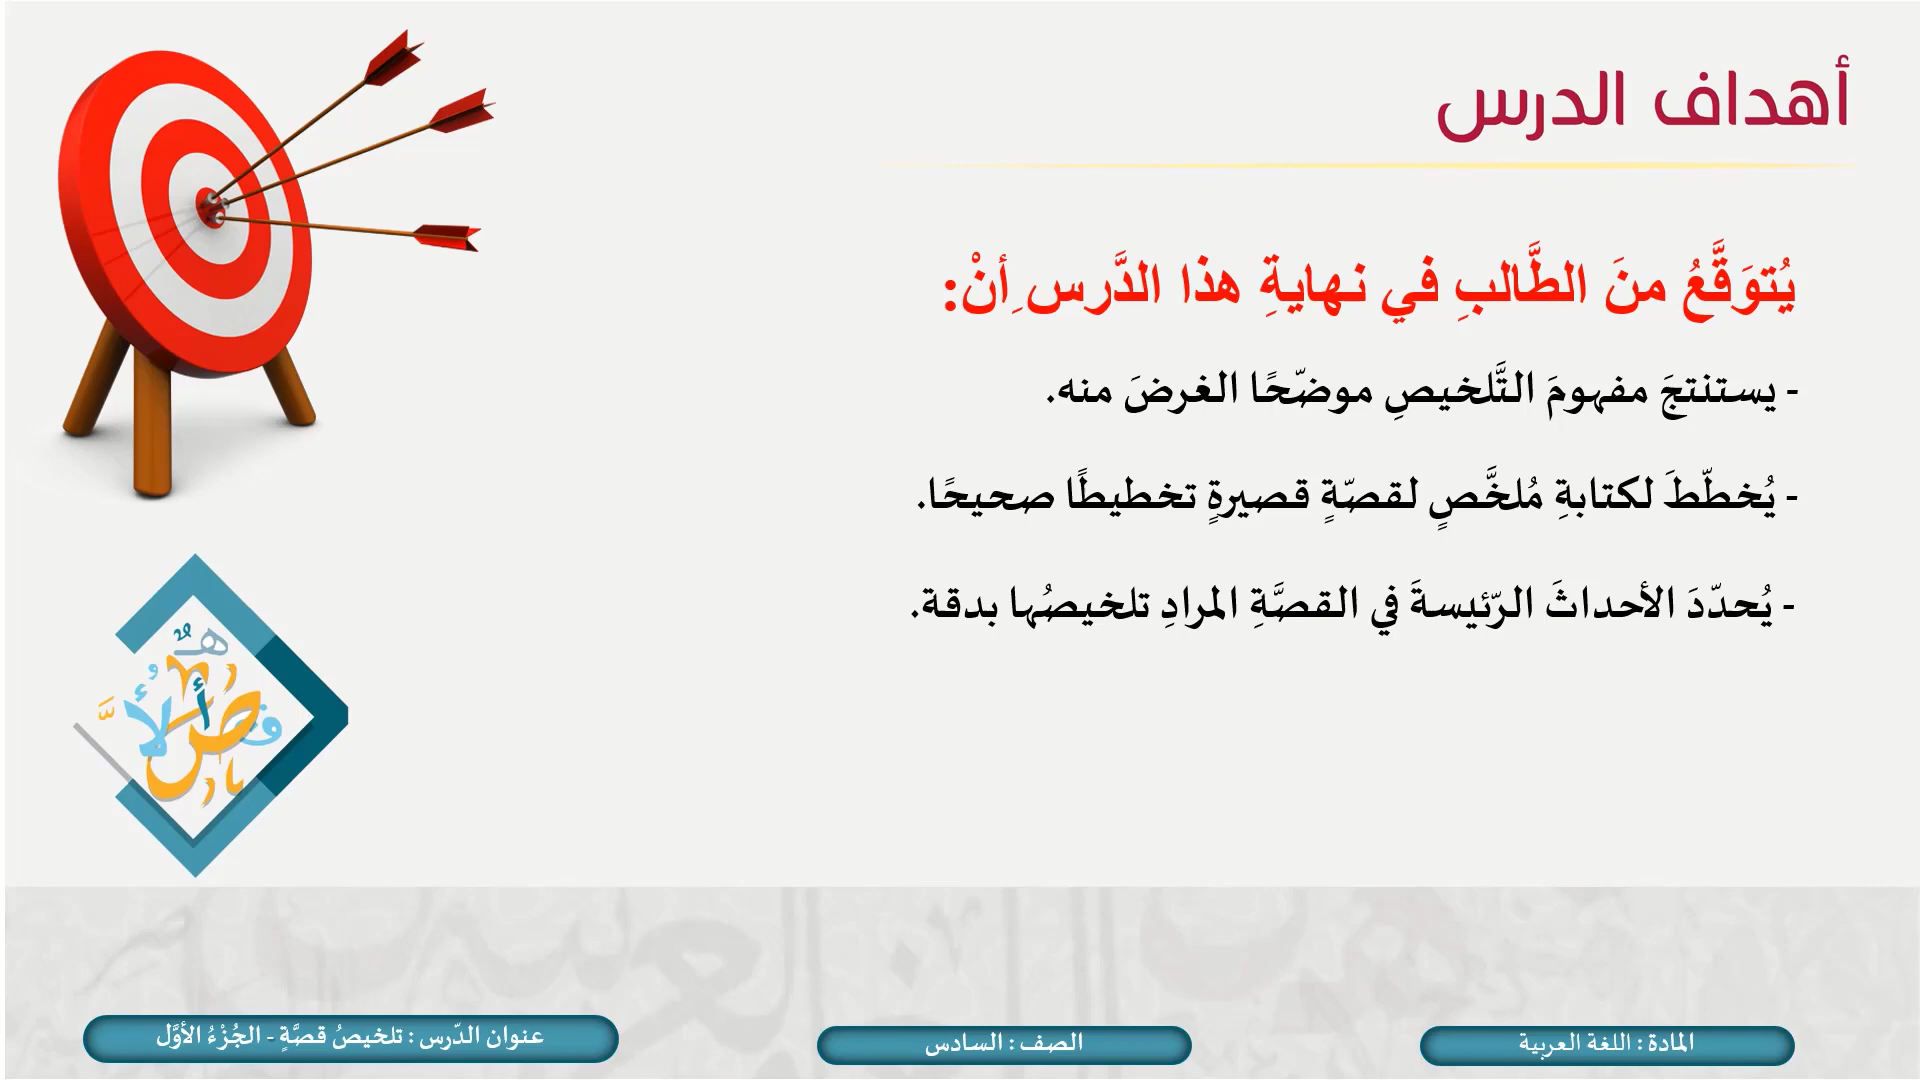 أهداف الدرس
يُتوَقَّعُ منَ الطَّالبِ في نهايةِ هذا الدَّرس ِأنْ:
- يستنتجَ مفهومَ التَّلخيصِ موضّحًا الغرضَ منه.
- يُخطّطَ لكتابةِ مُلخَّصٍ لقصّةٍ قصيرةٍ تخطيطًا صحيحًا.
- يُحدّدَ الأحداثَ الرّئيسةَ في القصَّةِ المرادِ تلخيصُها بدقة.
المادة : اللغة العربية
الصف : السادس
عنوان الدّرس : تلخيصُ قصَّةٍ - الجُزْءُ الأوَّل